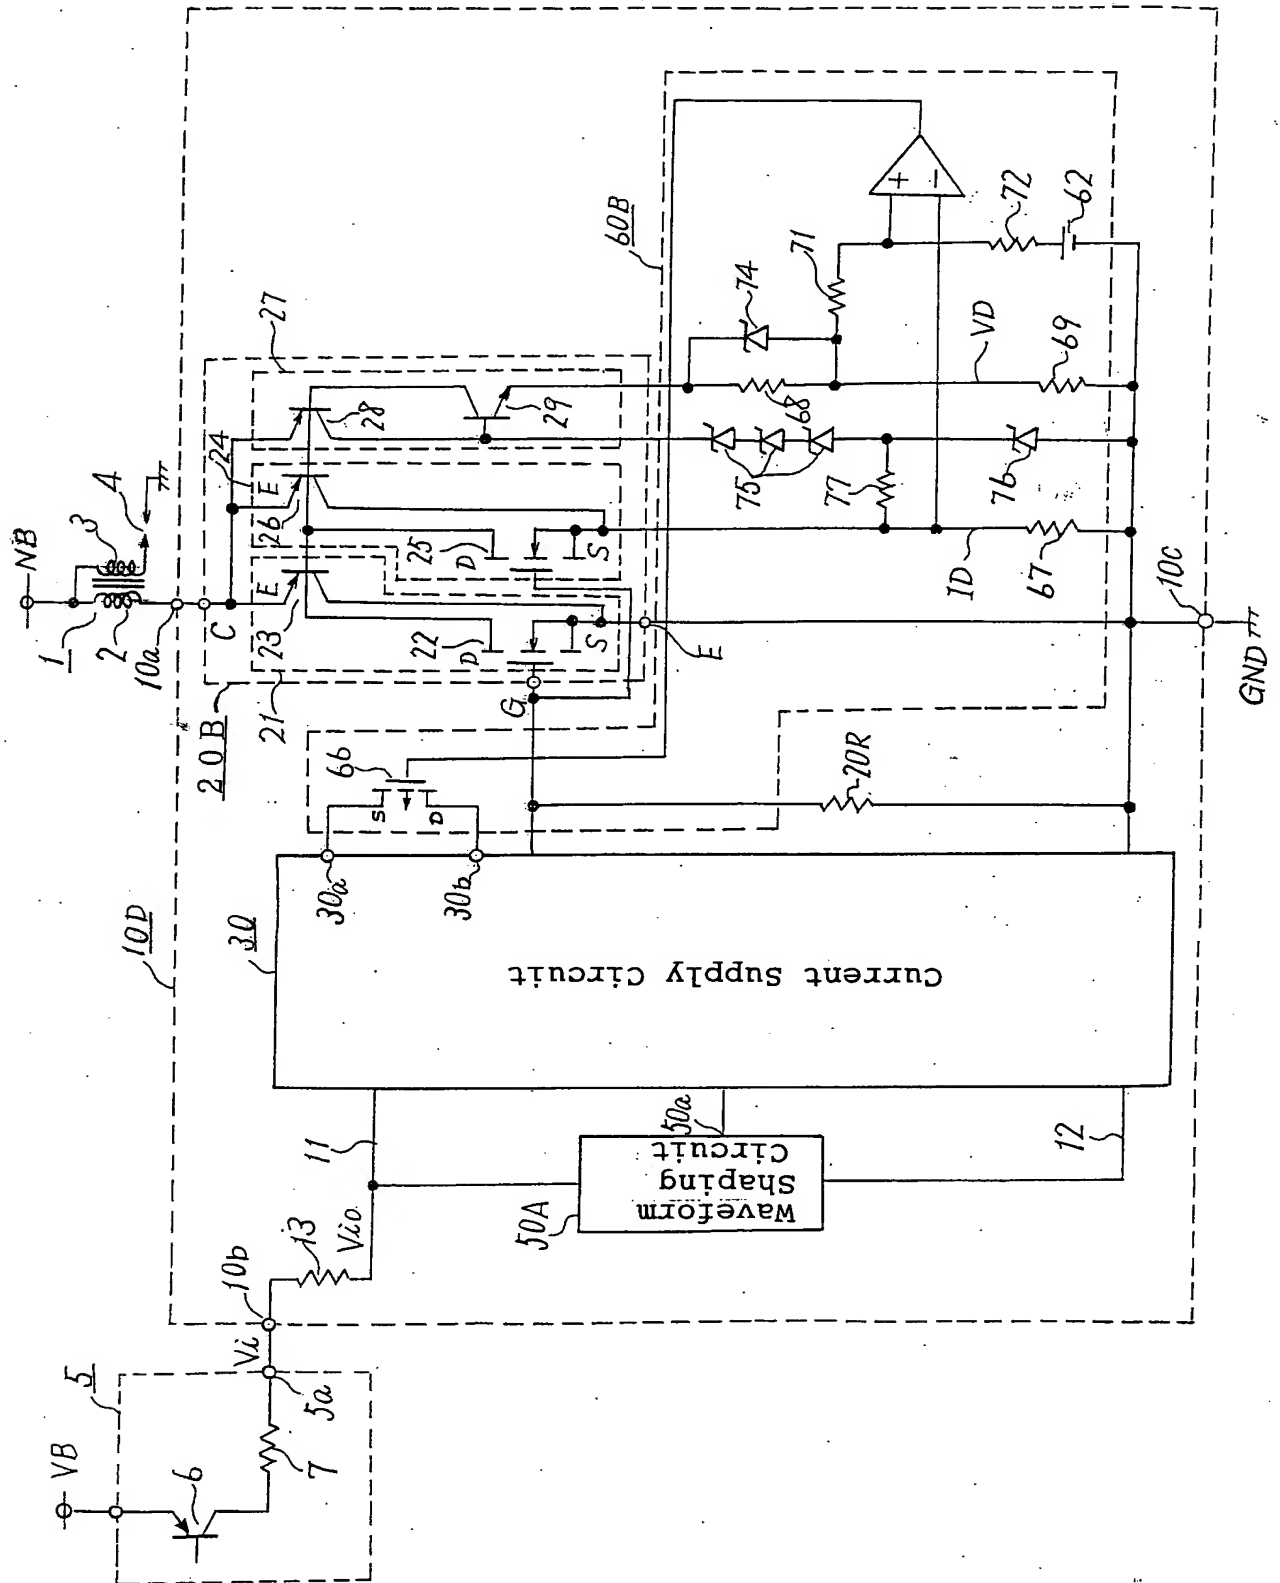 NB
1
2
3
4
10a
C
20B
21
E
23
22
D
S
G
24
E
26
25
D
S
27
28
29
E
60B
66
S
D
74
71
72
62
68
75
77
76
VD
69
1D
67
10C
GND
20R
10D
30
30a
30b
Current Supply Circuit
11
12
50a
50A
Waveform
Shaping
Circuit
13
Vio
10b
Vi
5a
5
VB
6
7
+
−